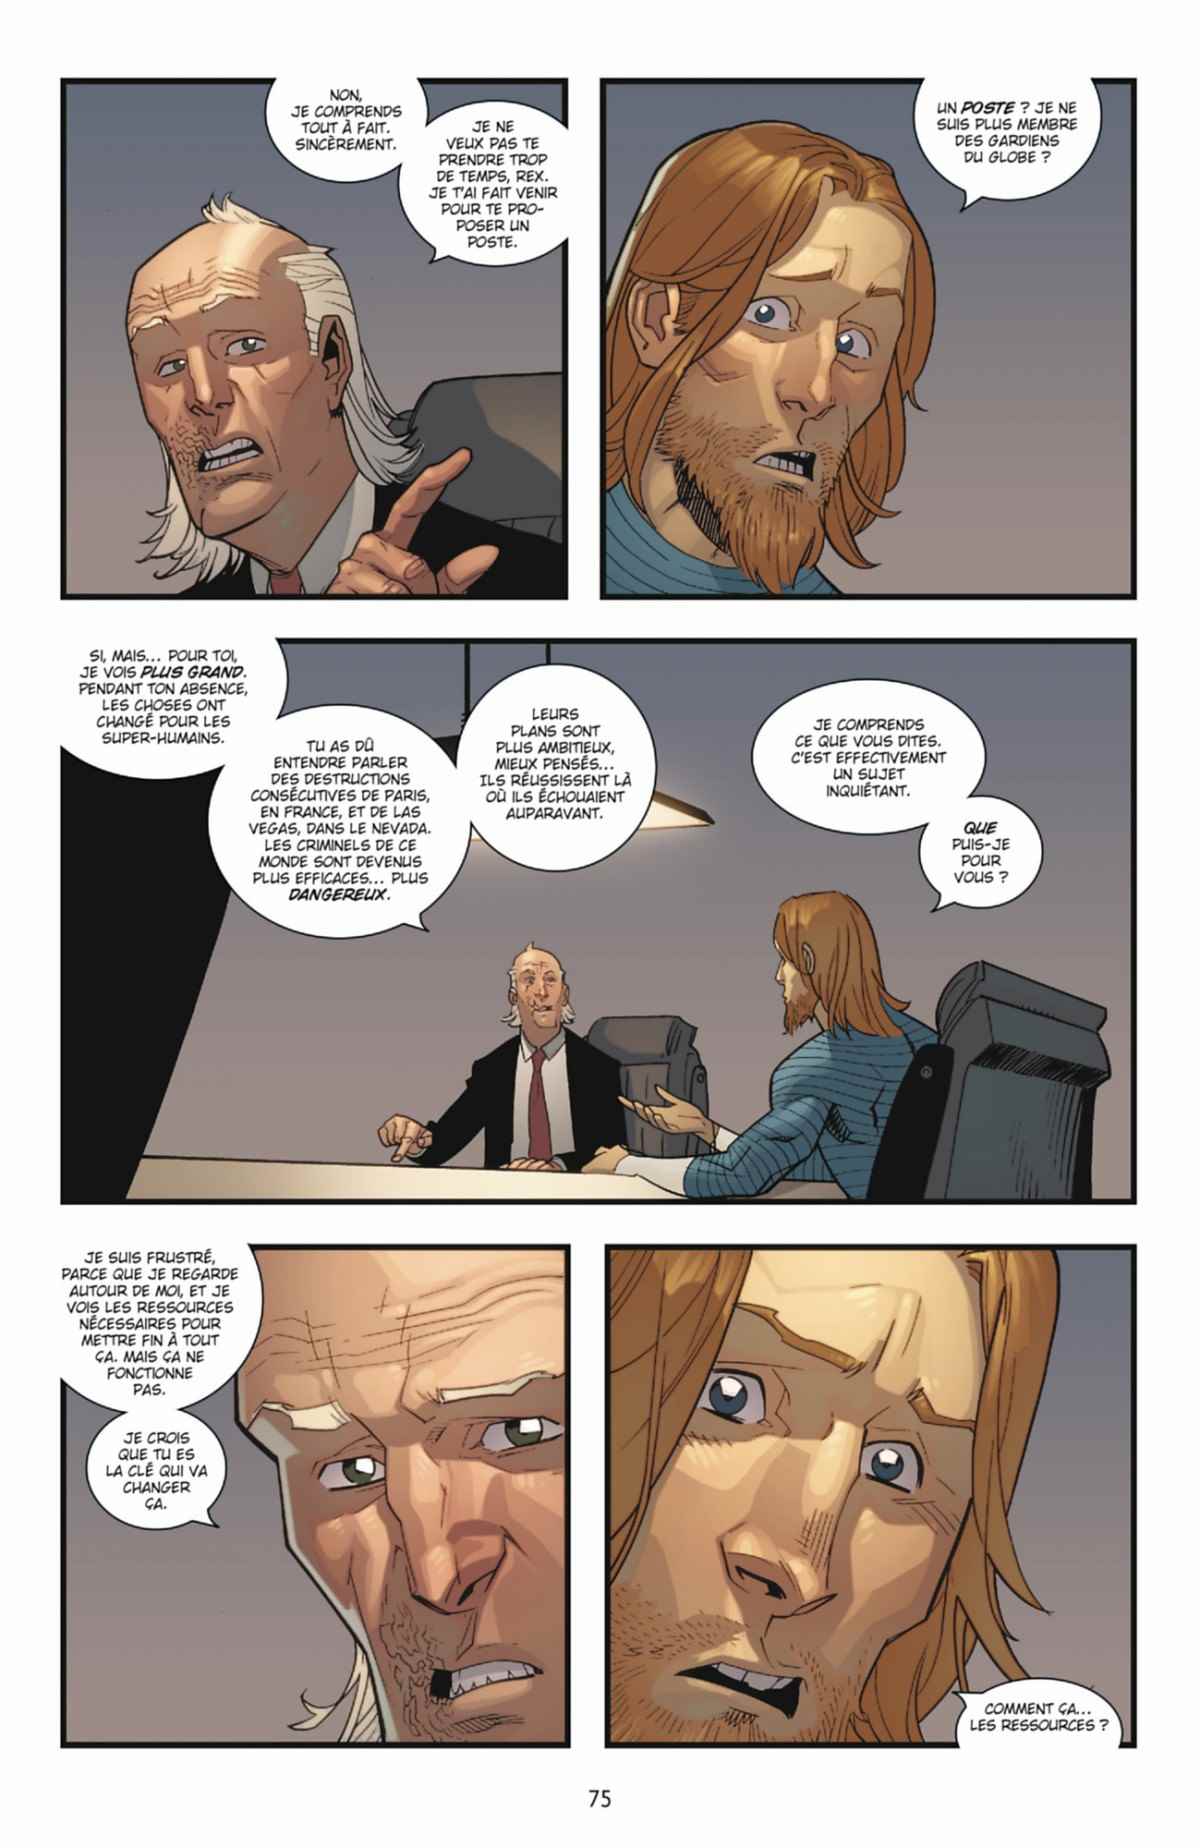 NON,
JE COMPRENDS
TOUT À FAIT.
SINCÈREMENT.
JE NE
VEUX PAS TE
PRENDRE TROP
DE TEMPS, REX.
JE T'AI FAIT VENIR
POUR TE PRO-
POSER UN
POSTE.
UN POSTE ? JE NE
SUIS PLUS MEMBRE
DES GARDIENS
DU GLOBE ?
SI, MAIS... POUR TOI,
JE VOIS PLUS GRAND.
PENDANT TON ABSENCE,
LES CHOSES ONT
CHANGÉ POUR LES
SUPER-HUMAINS.
TU AS DÛ
ENTENDRE PARLER
DES DESTRUCTIONS
CONSÉCUTIVES DE PARIS,
EN FRANCE, ET DE LAS
VEGAS, DANS LE NEVADA.
LES CRIMINELS DE CE
MONDE SONT DEVENUS
PLUS EFFICACES... PLUS
DANGEREUX.
LEURS
PLANS SONT
PLUS AMBITIEUX,
MIEUX PENSÉS...
ILS RÉUSSISSENT LÀ
OÙ ILS ÉCHOUAIENT
AUPARAVANT.
JE COMPRENDS
CE QUE VOUS DITES.
C'EST EFFECTIVEMENT
UN SUJET
INQUIÉTANT.
QUE
PUIS-JE
POUR
VOUS ?
JE SUIS FRUSTRÉ,
PARCE QUE JE REGARDE
AUTOUR DE MOI, ET JE
VOIS LES RESSOURCES
NÉCESSAIRES POUR
METTRE FIN À TOUT
ÇA. MAIS ÇA NE
FONCTIONNE
PAS.
JE CROIS
QUE TU ES
LA CLÉ QUI VA
CHANGER
ÇA.
COMMENT ÇA...
LES RESSOURCES ?
75